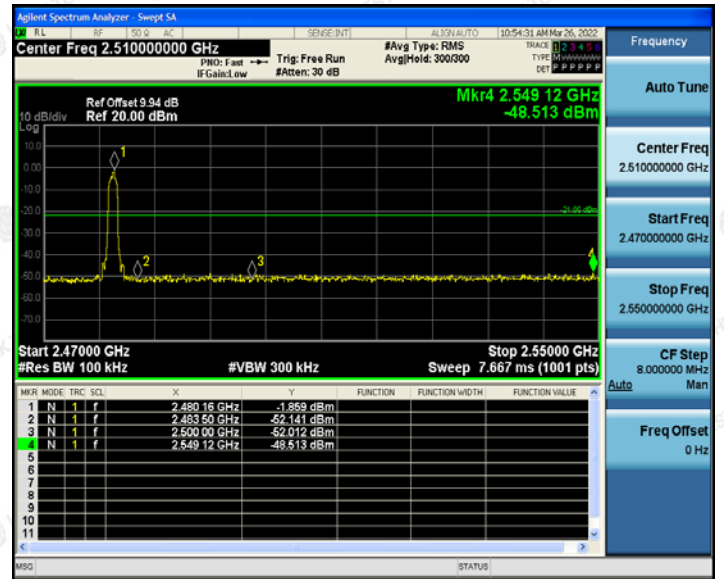 Agilent Spectrum Analyzer - Swept SA
RL RF 50 Ω AC SENSE:INT ALIGNAUTO 10:54:31 AM Mar 26, 2022
Center Freq 2.510000000 GHz #Avg Type: RMS TRACE 1 2 3 4 5 6
PNO: Fast Trig: Free Run Avg|Hold: 300/300 TYPE M
IFGain:Low #Atten: 30 dB DET P P P P P P
Mkr4 2.549 12 GHz
-48.513 dBm
Ref Offset 9.94 dB
10 dB/div Ref 20.00 dBm
Log
10.0
0.00
-10.0
-20.0
-30.0
-40.0
-50.0
-60.0
-70.0
1
2
3
4
-21.86 dBm
Start 2.47000 GHz Stop 2.55000 GHz
#Res BW 100 kHz #VBW 300 kHz Sweep 7.667 ms (1001 pts)
MKR MODE TRC SCL X Y FUNCTION FUNCTION WIDTH FUNCTION VALUE
1 N 1 f 2.480 16 GHz -1.859 dBm
2 N 1 f 2.483 50 GHz -52.141 dBm
3 N 1 f 2.500 00 GHz -52.012 dBm
4 N 1 f 2.549 12 GHz -48.513 dBm
5
6
7
8
9
10
11
MSG STATUS
Frequency
Auto Tune
Center Freq
2.510000000 GHz
Start Freq
2.470000000 GHz
Stop Freq
2.550000000 GHz
CF Step
8.000000 MHz
Auto Man
Freq Offset
0 Hz